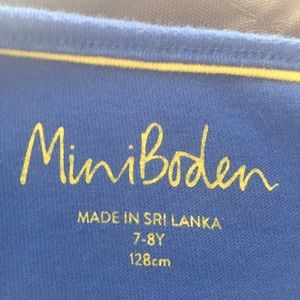 MiniBoden
MADE IN SRI LANKA
7-8Y
128cm